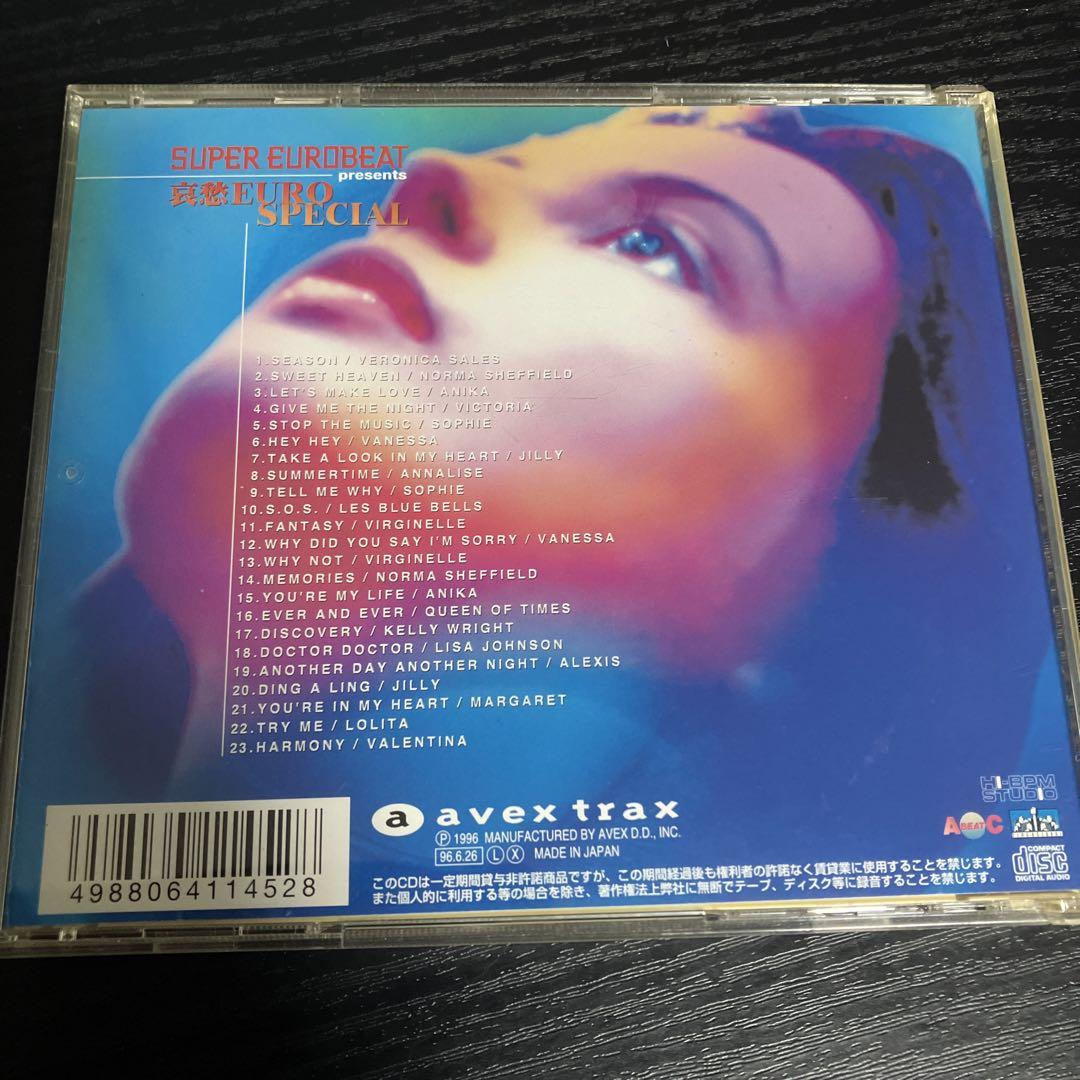 SUPER EUROBEAT
presents
哀愁EURO
SPECIAL
1.SEASON / VERONICA SALES
2.SWEET HEAVEN / NORMA SHEFFIELD
3.LET'S MAKE LOVE / ANIKA
4.GIVE ME THE NIGHT / VICTORIA
5.STOP THE MUSIC / SOPHIE
6.HEY HEY / VANESSA
7.TAKE A LOOK IN MY HEART / JILLY
8.SUMMERTIME / ANNALISE
9.TELL ME WHY / SOPHIE
10.S.O.S. / LES BLUE BELLS
11.FANTASY / VIRGINELLE
12.WHY DID YOU SAY I'M SORRY / VANESSA
13.WHY NOT / VIRGINELLE
14.MEMORIES / NORMA SHEFFIELD
15.YOU'RE MY LIFE / ANIKA
16.EVER AND EVER / QUEEN OF TIMES
17.DISCOVERY / KELLY WRIGHT
18.DOCTOR DOCTOR / LISA JOHNSON
19.ANOTHER DAY ANOTHER NIGHT / ALEXIS
20.DING A LING / JILLY
21.YOU'RE IN MY HEART / MARGARET
22.TRY ME / LOLITA
23.HARMONY / VALENTINA
HI-BPM
STUDIO
a avex trax
Ⓟ 1996 MANUFACTURED BY AVEX D.D., INC.
96.6.26 Ⓛ Ⓧ MADE IN JAPAN
A BEAT C
COMPACT
disc
DIGITAL AUDIO
4988064114528
このCDは一定期間貸与非許諾商品ですが、この期間経過後も権利者の許諾なく賃貸業に使用することを禁じます。
また個人的に利用する等の場合を除き、著作権法上弊社に無断でテープ、ディスク等に録音することを禁じます。